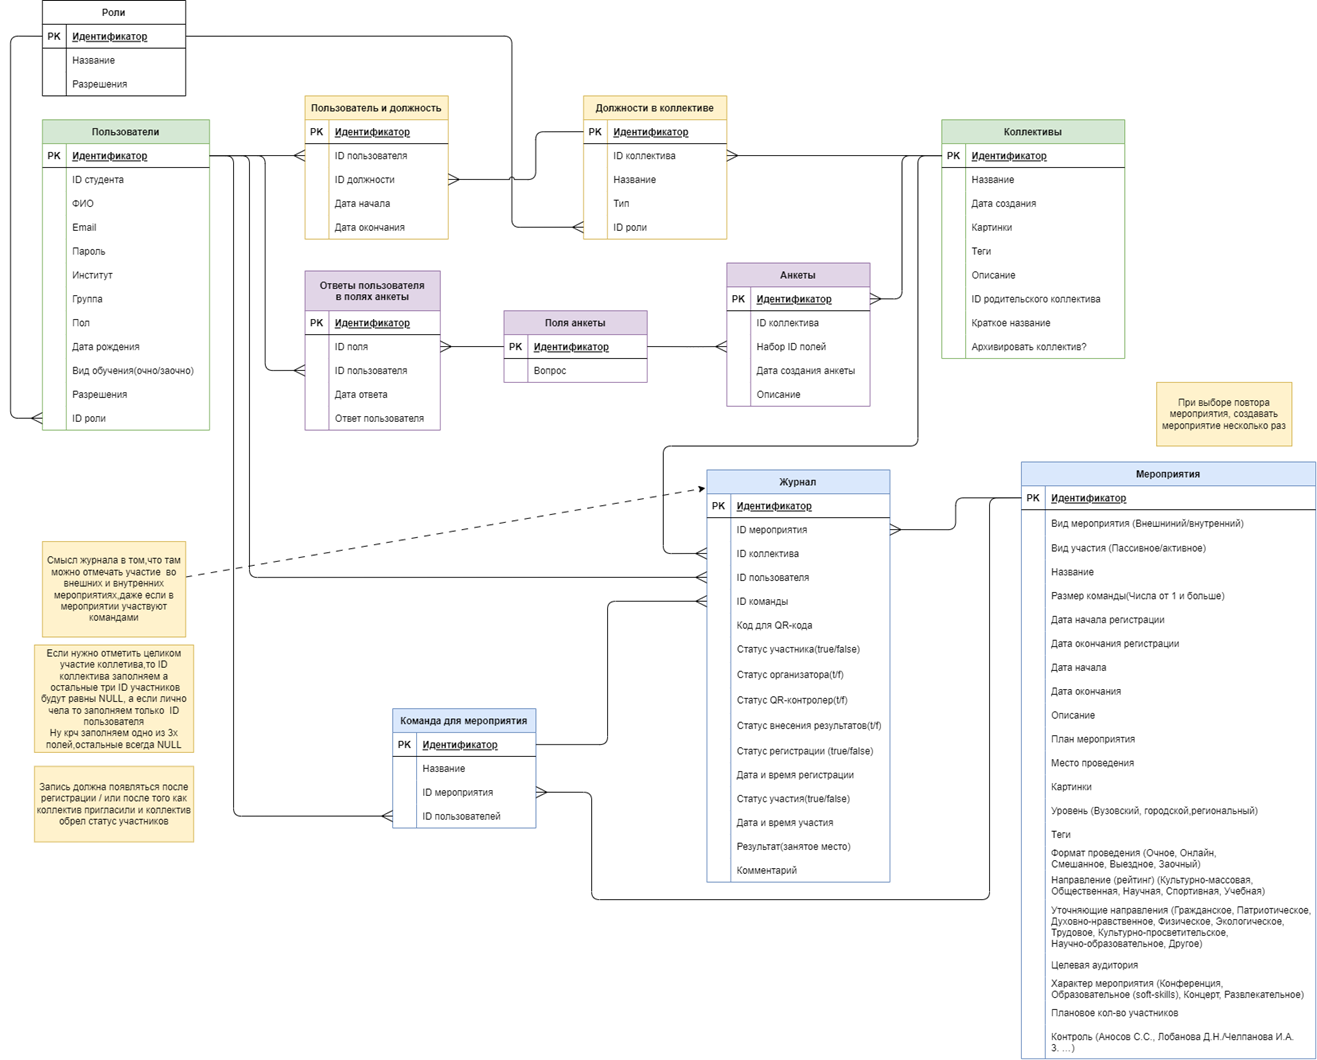 Роли
PK Идентификатор
Название
Разрешения
Пользователи
PK Идентификатор
ID студента
ФИО
Email
Пароль
Институт
Группа
Пол
Дата рождения
Вид обучения(очно/заочно)
Разрешения
ID роли
Пользователь и должность
PK Идентификатор
ID пользователя
ID должности
Дата начала
Дата окончания
Должности в коллективе
PK Идентификатор
ID коллектива
Название
Тип
ID роли
Коллективы
PK Идентификатор
Название
Дата создания
Картинки
Теги
Описание
ID родительского коллектива
Краткое название
Архивировать коллектив?
Ответы пользователя
в полях анкеты
PK Идентификатор
ID поля
ID пользователя
Дата ответа
Ответ пользователя
Поля анкеты
PK Идентификатор
Вопрос
Анкеты
PK Идентификатор
ID коллектива
Набор ID полей
Дата создания анкеты
Описание
При выборе повтора
мероприятия, создавать
мероприятие несколько раз
Журнал
PK Идентификатор
ID мероприятия
ID коллектива
ID пользователя
ID команды
Код для QR-кода
Статус участника(true/false)
Статус организатора(t/f)
Статус QR-контролер(t/f)
Статус внесения результатов(t/f)
Статус регистрации (true/false)
Дата и время регистрации
Статус участия(true/false)
Дата и время участия
Результат(занятое место)
Комментарий
Мероприятия
PK Идентификатор
Вид мероприятия (Внешниний/внутренний)
Вид участия (Пассивное/активное)
Название
Размер команды(Числа от 1 и больше)
Дата начала регистрации
Дата окончания регистрации
Дата начала
Дата окончания
Описание
План мероприятия
Место проведения
Картинки
Уровень (Вузовский, городской,региональный)
Теги
Формат проведения (Очное, Онлайн,
Смешанное, Выездное, Заочный)
Направление (рейтинг) (Культурно-массовая,
Общественная, Научная, Спортивная, Учебная)
Уточняющие направления (Гражданское, Патриотическое,
Духовно-нравственное, Физическое, Экологическое,
Трудовое, Культурно-просветительское,
Научно-образовательное, Другое)
Целевая аудитория
Характер мероприятия (Конференция,
Образовательное (soft-skills), Концерт, Развлекательное)
Плановое кол-во участников
Контроль (Аносов С.С., Лобанова Д.Н./Челпанова И.А.
З. ...)
Смысл журнала в том,что там
можно отмечать участие во
внешних и внутренних
мероприятиях,даже если в
мероприятии участвуют
командами
Если нужно отметить целиком
участие коллетива,то ID
коллектива заполняем а
остальные три ID участников
будут равны NULL, а если лично
чела то заполняем только ID
пользователя
Ну крч заполняем одно из 3х
полей,остальные всегда NULL
Запись должна появляться после
регистрации / или после того как
коллектив пригласили и коллектив
обрел статус участников
Команда для мероприятия
PK Идентификатор
Название
ID мероприятия
ID пользователей